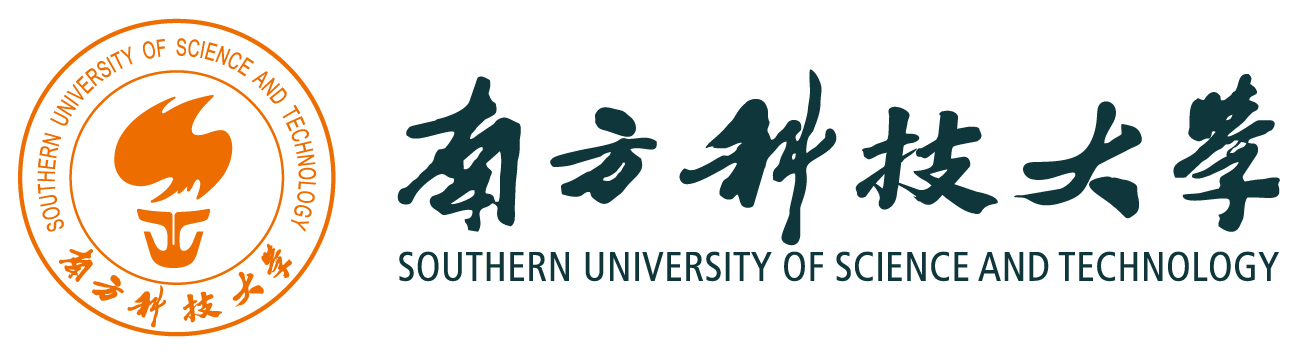 SOUTHERN UNIVERSITY OF SCIENCE AND TECHNOLOGY
南方科技大学
南方科技大学
SOUTHERN UNIVERSITY OF SCIENCE AND TECHNOLOGY